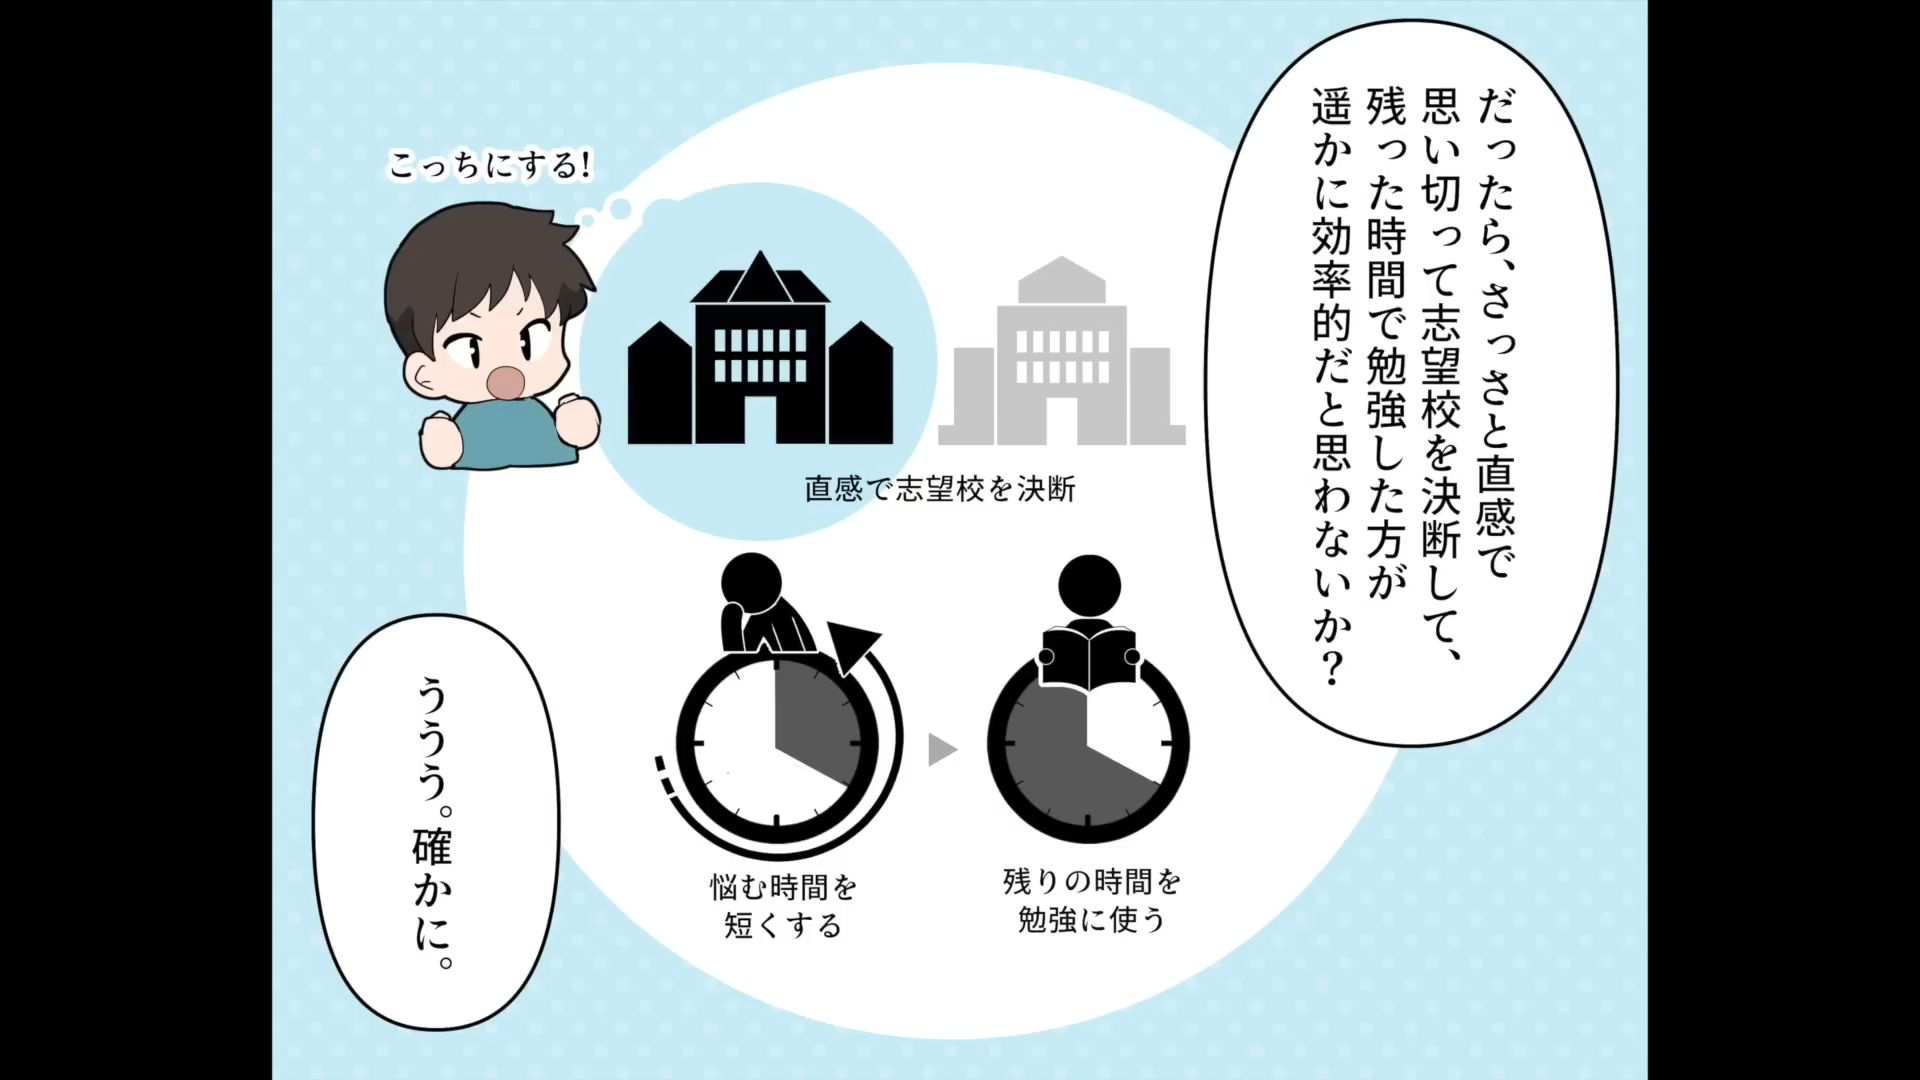 だったら、さっさと直感で
思い切って志望校を決断して、
残った時間で勉強した方が
遥かに効率的だと思わないか？
こっちにする!
直感で志望校を決断
悩む時間を
短くする
残りの時間を
勉強に使う
ううう。確かに。